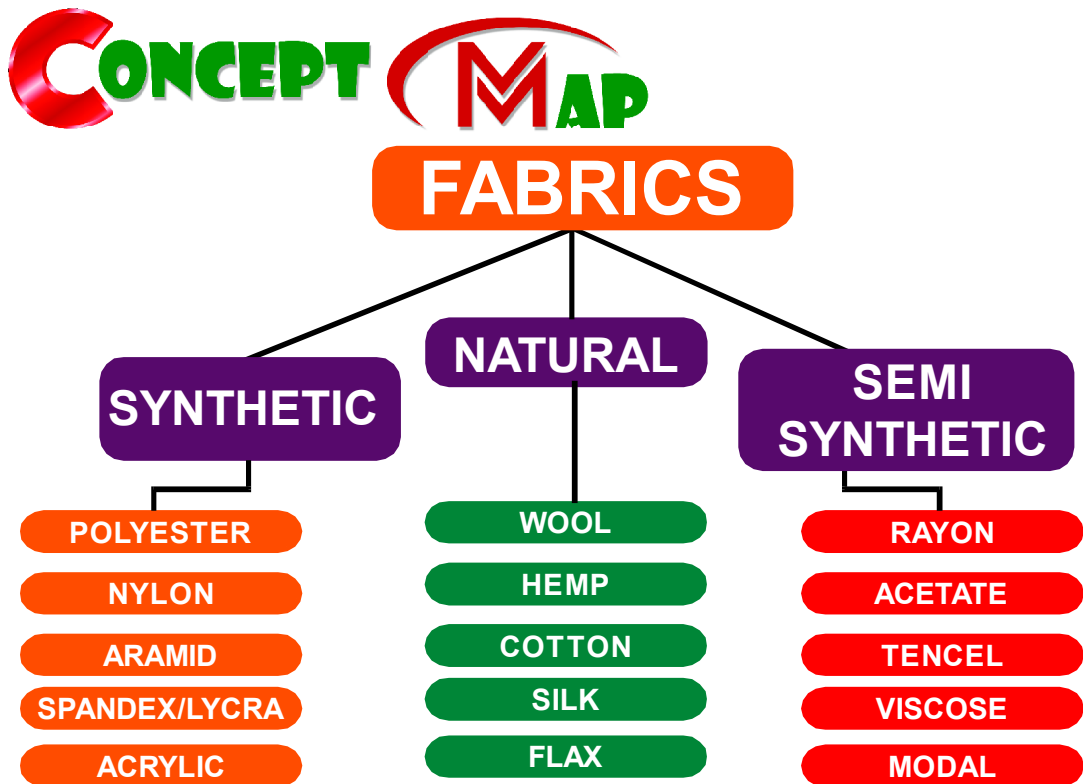 CONCEPT MAP
FABRICS
SYNTHETIC
NATURAL
SEMI
SYNTHETIC
POLYESTER
NYLON
ARAMID
SPANDEX/LYCRA
ACRYLIC
WOOL
HEMP
COTTON
SILK
FLAX
RAYON
ACETATE
TENCEL
VISCOSE
MODAL